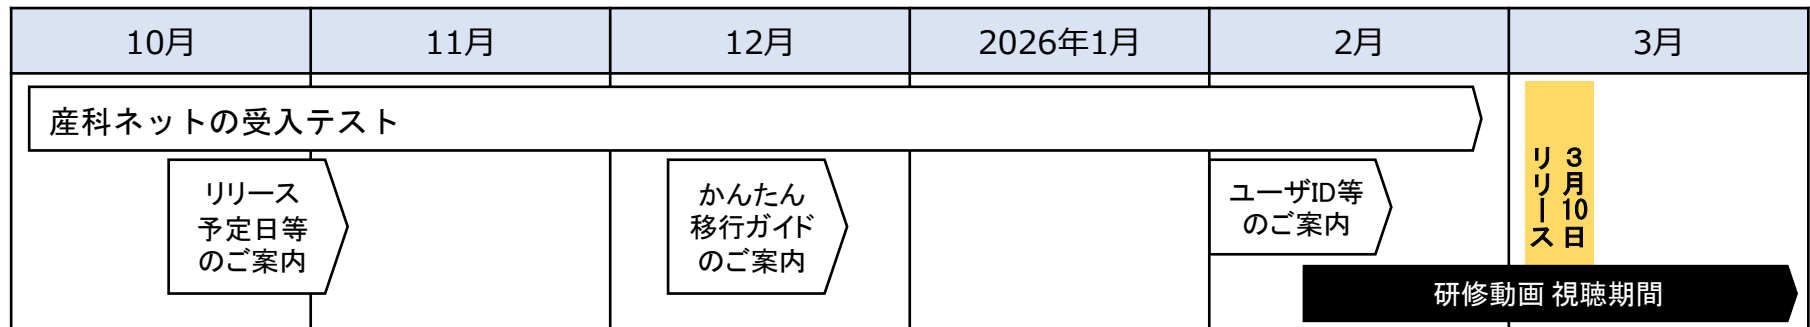 10月
11月
12月
2026年1月
2月
3月
産科ネットの受入テスト
リリース
予定日等
のご案内
かんたん
移行ガイド
のご案内
ユーザID等
のご案内
３月10日
リリース
研修動画 視聴期間